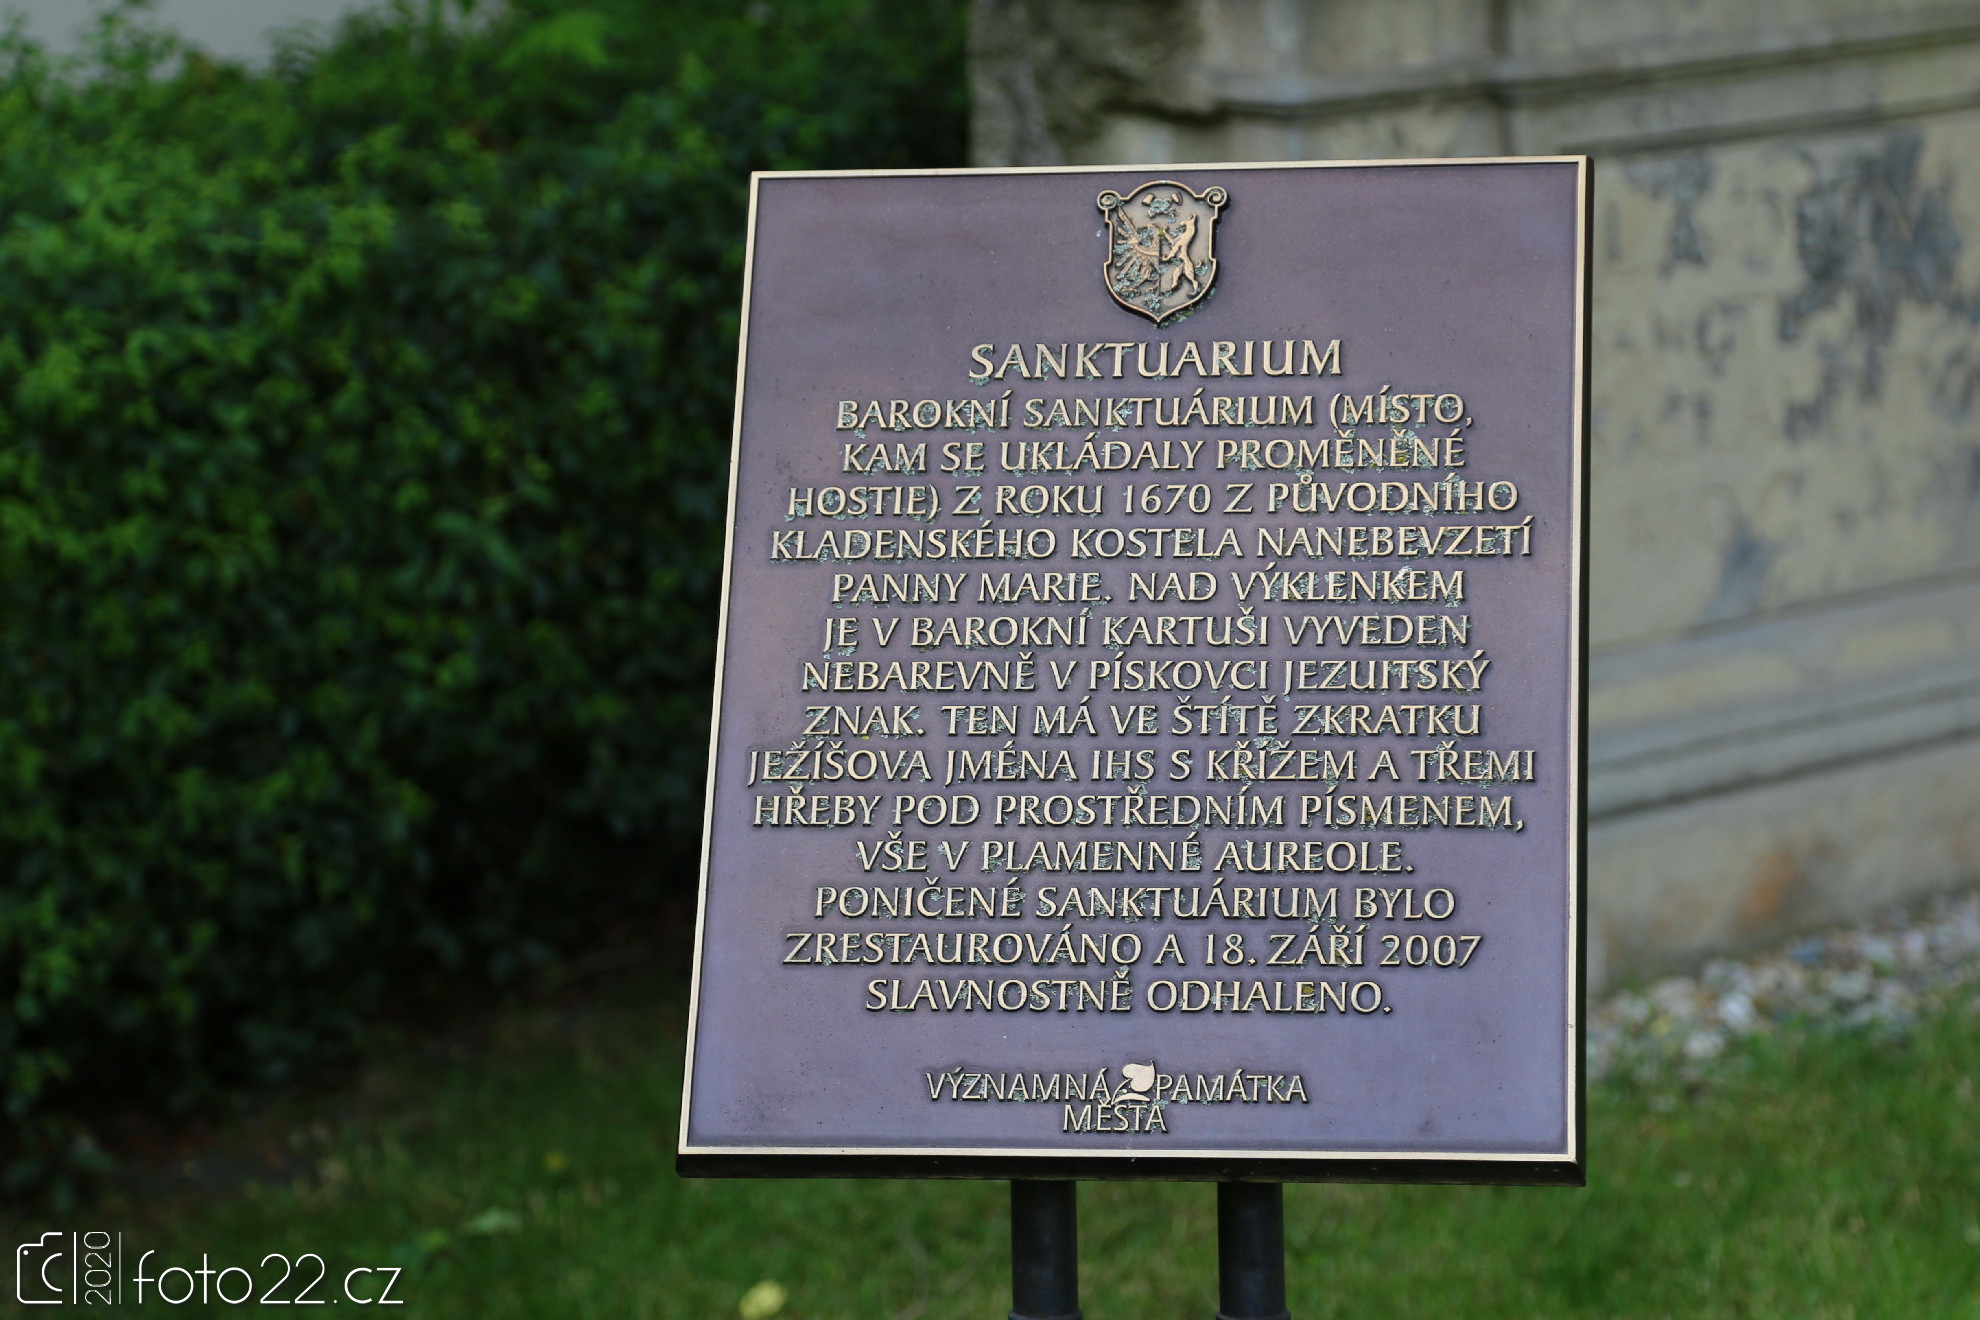 SANKTUARIUM
BAROKNÍ SANKTUÁRIUM (MÍSTO,
KAM SE UKLÁDALY PROMĚNĚNÉ
HOSTIE) Z ROKU 1670 Z PŮVODNÍHO
KLADENSKÉHO KOSTELA NANEBEVZETÍ
PANNY MARIE. NAD VÝKLENKEM
JE V BAROKNÍ KARTUŠI VYVEDEN
NEBAREVNĚ V PÍSKOVCI JEZUITSKÝ
ZNAK. TEN MÁ VE ŠTÍTĚ ZKRATKU
JEŽÍŠOVA JMÉNA IHS S KŘÍŽEM A TŘEMI
HŘEBY POD PROSTŘEDNÍM PÍSMENEM,
VŠE V PLAMENNÉ AUREOLE.
PONIČENÉ SANKTUÁRIUM BYLO
ZRESTAUROVÁNO A 18. ZÁŘÍ 2007
SLAVNOSTNĚ ODHALENO.
VÝZNAMNÁ PAMÁTKA
MĚSTA
2020 foto22.cz